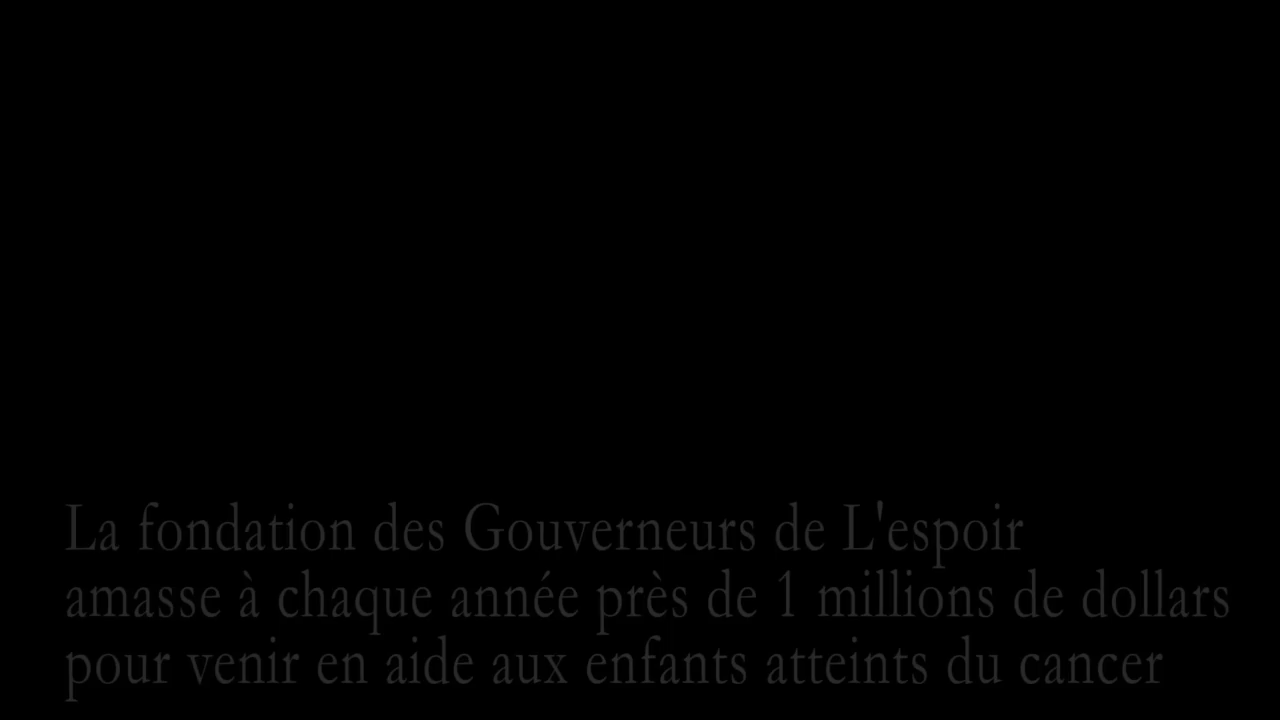 La fondation des Gouverneurs de L'espoir
amasse à chaque année près de 1 millions de dollars
pour venir en aide aux enfants atteints du cancer